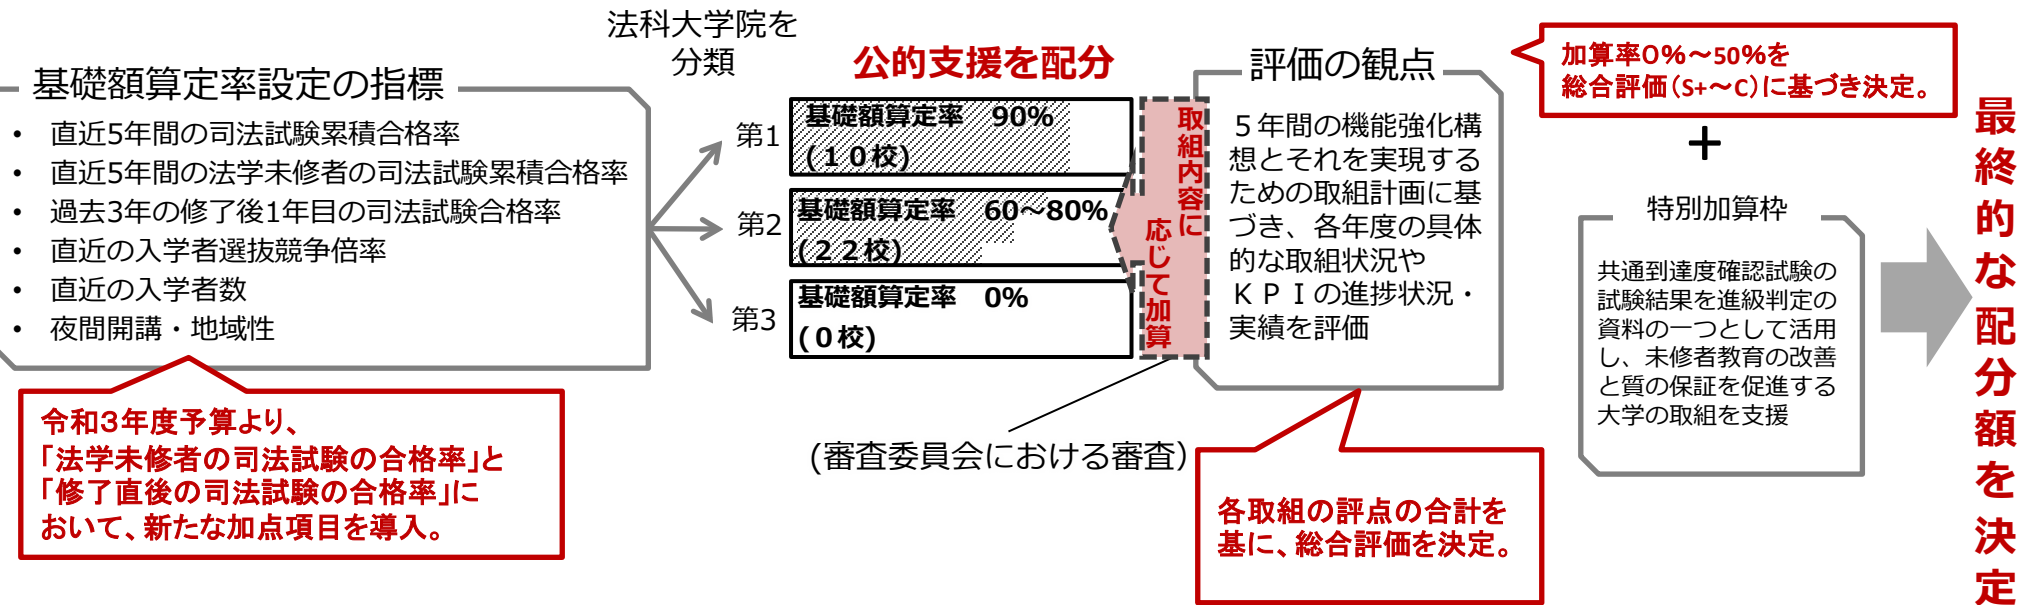 基礎額算定率設定の指標
• 直近5年間の司法試験累積合格率
• 直近5年間の法学未修者の司法試験累積合格率
• 過去3年の修了後1年目の司法試験合格率
• 直近の入学者選抜競争倍率
• 直近の入学者数
• 夜間開講・地域性
令和３年度予算より、
「法学未修者の司法試験の合格率」と
「修了直後の司法試験の合格率」に
おいて、新たな加点項目を導入。
法科大学院を
分類
第1
第2
第3
公的支援を配分
基礎額算定率　90%
(１０校)
基礎額算定率　60～80%
(２２校)
基礎額算定率　0%
(０校)
取組内容に
応じて加算
(審査委員会における審査）
評価の観点
５年間の機能強化構
想とそれを実現する
ための取組計画に基
づき、各年度の具体
的な取組状況や
ＫＰＩの進捗状況・
実績を評価
各取組の評点の合計を
基に、総合評価を決定。
加算率０％～50％を
総合評価（S+～C）に基づき決定。
＋
特別加算枠
共通到達度確認試験の
試験結果を進級判定の
資料の一つとして活用
し、未修者教育の改善
と質の保証を促進する
大学の取組を支援
最終的な配分額を決定